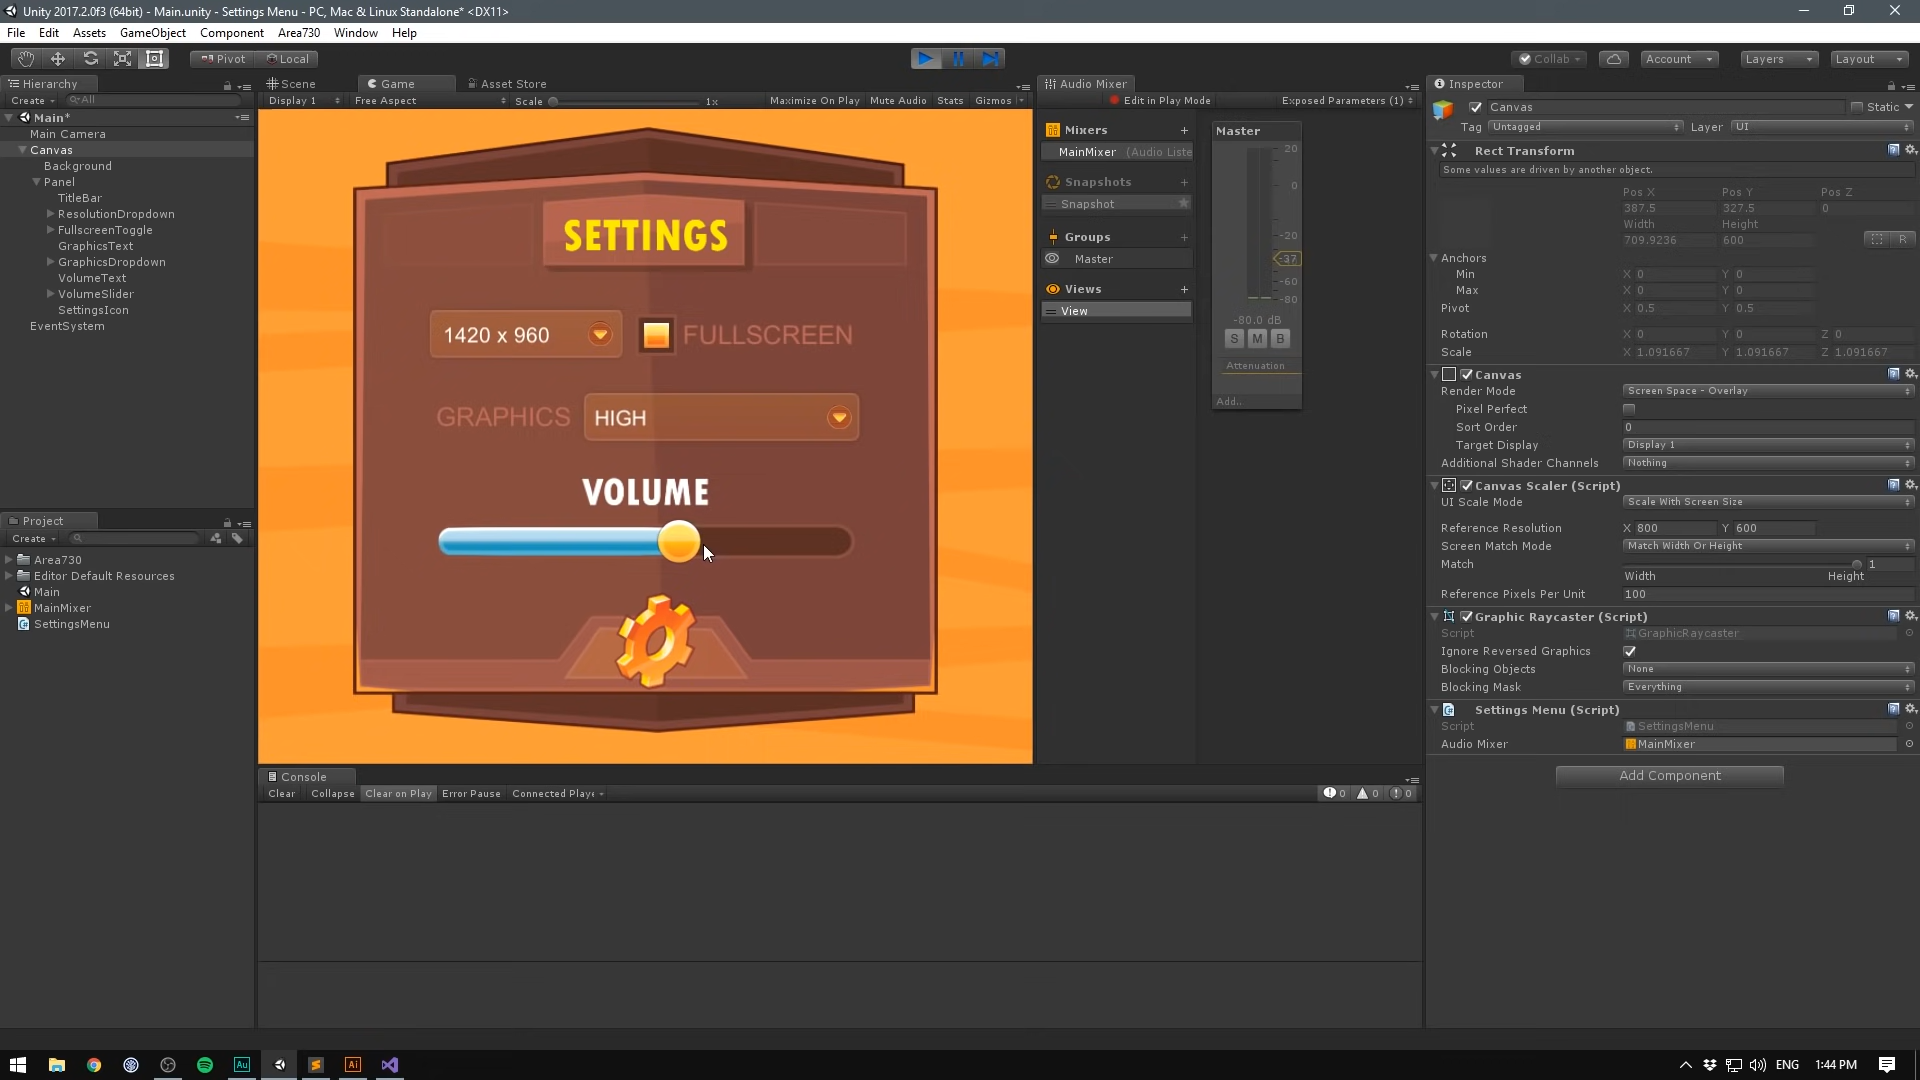 Unity 2017.2.0f3 (64bit) - Main.unity - Settings Menu - PC, Mac & Linux Standalone* <DX11>
File Edit Assets GameObject Component Area730 Window Help
Pivot Local Collab Account Layers Layout
Hierarchy
Create All
Main*
Main Camera
Canvas
Background
Panel
TitleBar
ResolutionDropdown
FullscreenToggle
GraphicsText
GraphicsDropdown
VolumeText
VolumeSlider
SettingsIcon
EventSystem
Project
Create
Area730
Editor Default Resources
Main
MainMixer
SettingsMenu
Scene Game Asset Store
Display 1 Free Aspect Scale 1x Maximize On Play Mute Audio Stats Gizmos
SETTINGS
1420 x 960 FULLSCREEN
GRAPHICS HIGH
VOLUME
Console
Clear Collapse Clear on Play Error Pause Connected Playe 0 0 0
Audio Mixer
Edit in Play Mode Exposed Parameters (1)
Mixers
MainMixer (Audio Liste
Snapshots
Snapshot
Groups
Master
Views
View
Master
20
0
-20
-37
-60
-80
-80.0 dB
S M B
Attenuation
Add..
Inspector
Canvas Static
Tag Untagged Layer UI
Rect Transform
Some values are driven by another object.
Pos X Pos Y Pos Z
387.5 327.5 0
Width Height
709.9236 600 R
Anchors
Min X 0 Y 0
Max X 0 Y 0
Pivot X 0.5 Y 0.5
Rotation X 0 Y 0 Z 0
Scale X 1.091667 Y 1.091667 Z 1.091667
Canvas
Render Mode Screen Space - Overlay
Pixel Perfect
Sort Order 0
Target Display Display 1
Additional Shader Channels Nothing
Canvas Scaler (Script)
UI Scale Mode Scale With Screen Size
Reference Resolution X 800 Y 600
Screen Match Mode Match Width Or Height
Match 1
Width Height
Reference Pixels Per Unit 100
Graphic Raycaster (Script)
Script GraphicRaycaster
Ignore Reversed Graphics
Blocking Objects None
Blocking Mask Everything
Settings Menu (Script)
Script SettingsMenu
Audio Mixer MainMixer
Add Component
Au Ai ENG 1:44 PM